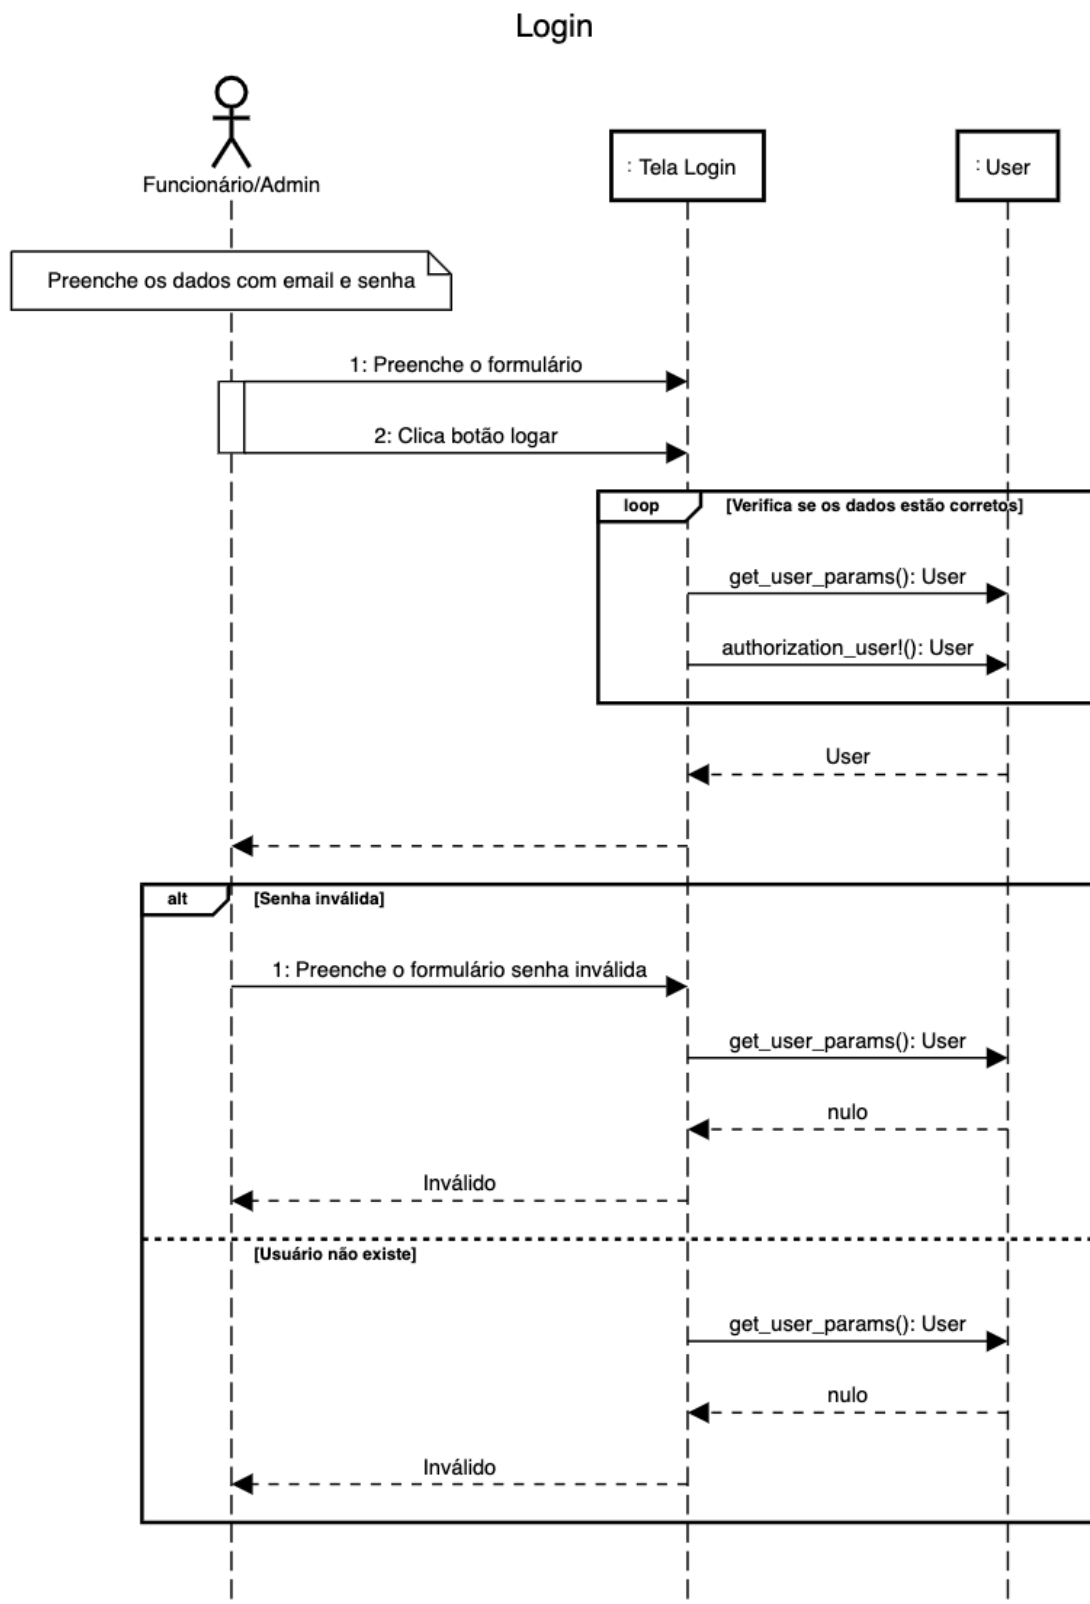 Login
Funcionário/Admin
: Tela Login
: User
Preenche os dados com email e senha
1: Preenche o formulário
2: Clica botão logar
loop
[Verifica se os dados estão corretos]
get_user_params(): User
authorization_user!(): User
User
alt
[Senha inválida]
1: Preenche o formulário senha inválida
get_user_params(): User
nulo
Inválido
[Usuário não existe]
get_user_params(): User
nulo
Inválido